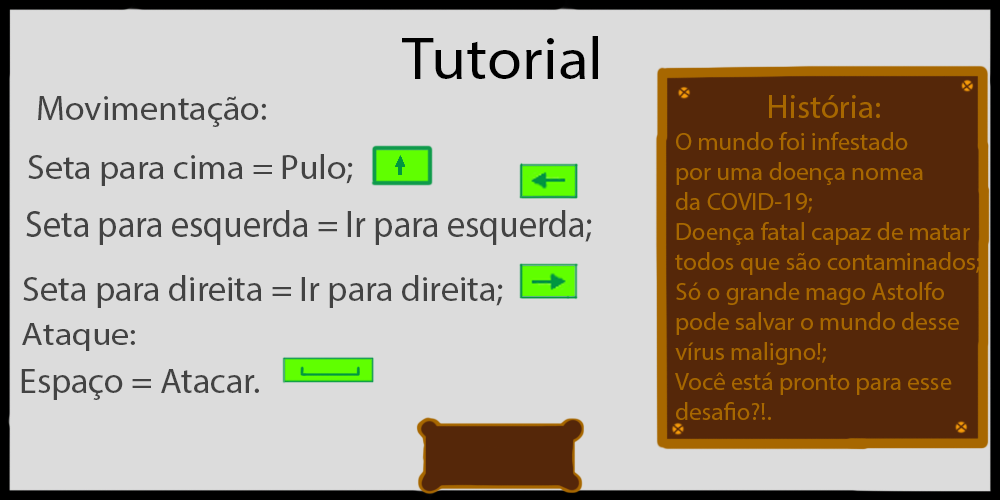 Tutorial
Movimentação:
Seta para cima = Pulo;
Seta para esquerda = Ir para esquerda;
Seta para direita = Ir para direita;
Ataque:
Espaço = Atacar.
História:
O mundo foi infestado
por uma doença nomea
da COVID-19;
Doença fatal capaz de matar
todos que são contaminados;
Só o grande mago Astolfo
pode salvar o mundo desse
vírus maligno!;
Você está pronto para esse
desafio?!.